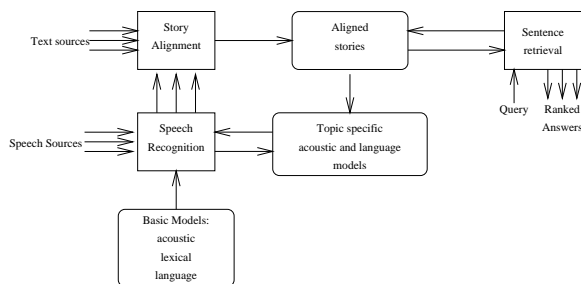 Text sources
Story
Alignment
Aligned
stories
Sentence
retrieval
Query
Ranked
Answers
Speech Sources
Speech
Recognition
Topic specific
acoustic and language
models
Basic Models:
acoustic
lexical
language